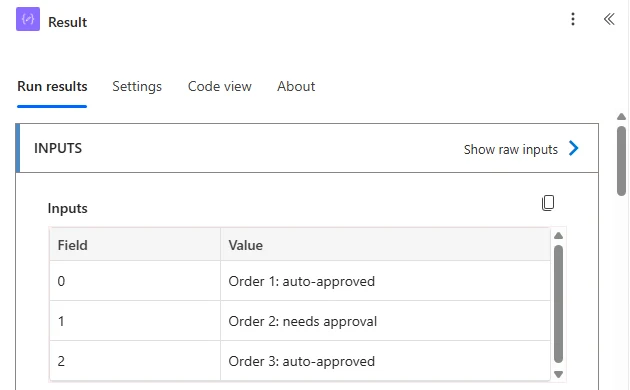 Result
Run results Settings Code view About
INPUTS Show raw inputs
Inputs
Field Value
0 Order 1: auto-approved
1 Order 2: needs approval
2 Order 3: auto-approved